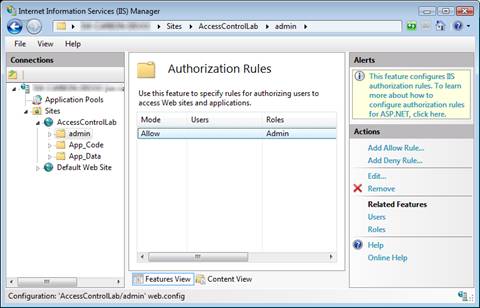 Internet Information Services (IIS) Manager
Sites
AccessControlLab
admin
File View Help
Connections
Application Pools
Sites
AccessControlLab
admin
App_Code
App_Data
Default Web Site
Authorization Rules
Use this feature to specify rules for authorizing users to
access Web sites and applications.
Mode Users Roles
Allow Admin
Features View Content View
Alerts
This feature configures IIS
authorization rules. To learn
more about how to
configure authorization rules
for ASP.NET, click here.
Actions
Add Allow Rule...
Add Deny Rule...
Edit...
Remove
Related Features
Users
Roles
Help
Online Help
Configuration: 'AccessControlLab/admin' web.config